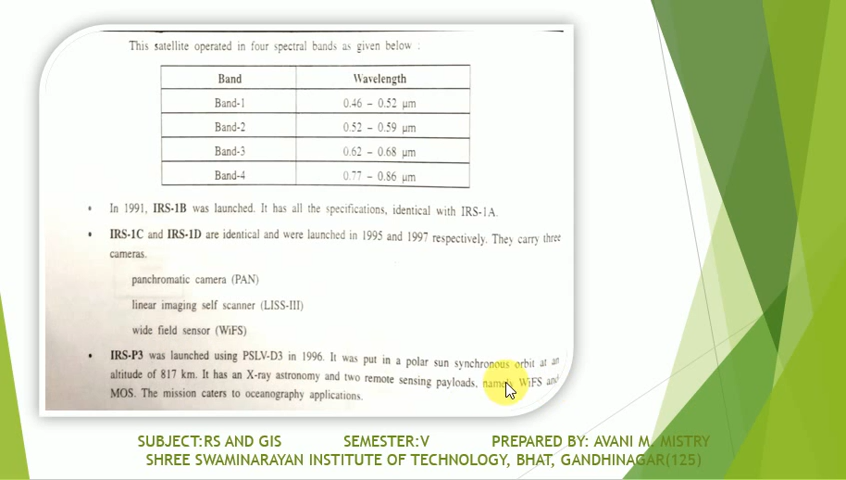 This satellite operated in four spectral bands as given below .
Band Wavelength
Band-1 0.46 – 0.52 μm
Band-2 0.52 – 0.59 μm
Band-3 0.62 – 0.68 μm
Band-4 0.77 – 0.86 μm
• In 1991, IRS-1B was launched. It has all the specifications, identical with IRS-1A.
• IRS-1C and IRS-1D are identical and were launched in 1995 and 1997 respectively. They carry three
cameras.
panchromatic camera (PAN)
linear imaging self scanner (LISS-III)
wide field sensor (WiFS)
• IRS-P3 was launched using PSLV-D3 in 1996. It was put in a polar sun synchronous orbit at an
altitude of 817 km. It has an X-ray astronomy and two remote sensing payloads, namely WiFS and
MOS. The mission caters to oceanography applications.
SUBJECT:RS AND GIS SEMESTER:V PREPARED BY: AVANI M. MISTRY
SHREE SWAMINARAYAN INSTITUTE OF TECHNOLOGY, BHAT, GANDHINAGAR(125)